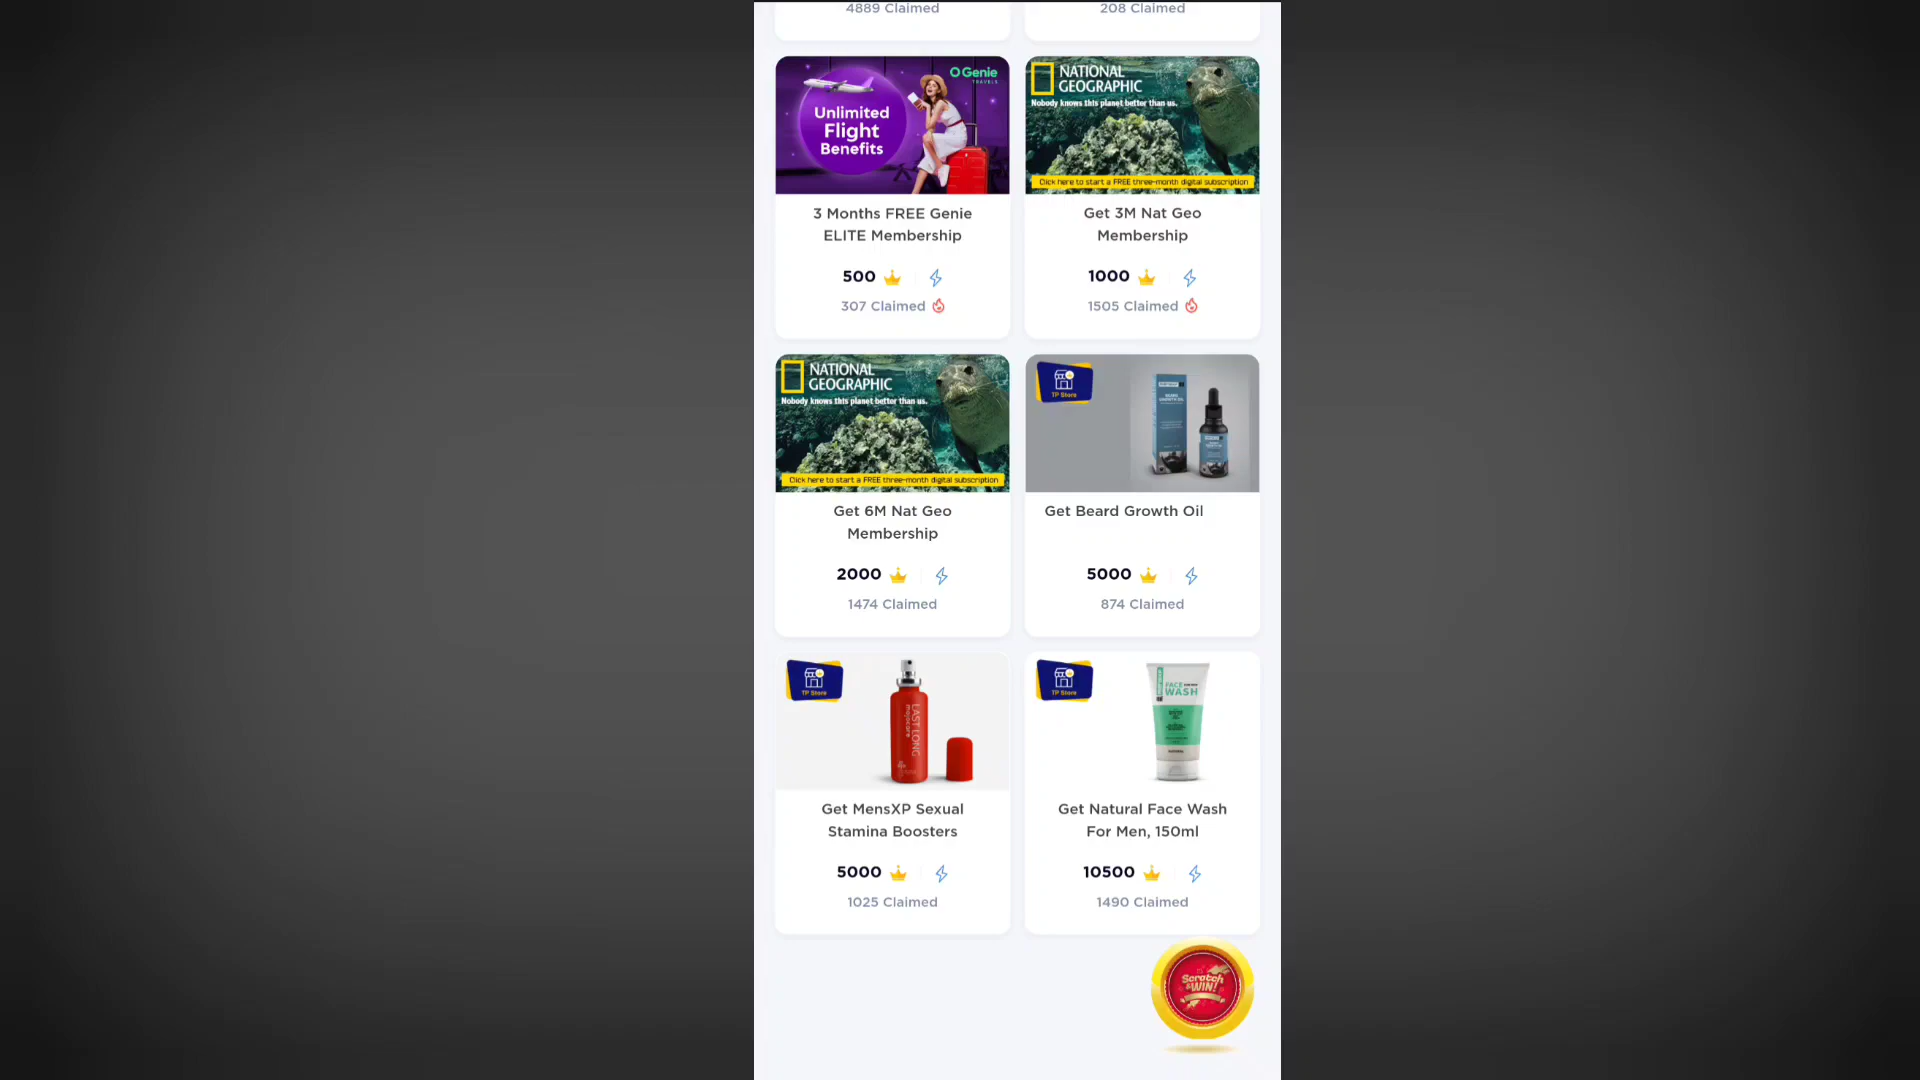 4889 Claimed
208 Claimed
Genie
TRAVELS
Unlimited
Flight
Benefits
3 Months FREE Genie
ELITE Membership
500
307 Claimed
NATIONAL
GEOGRAPHIC
Nobody knows this planet better than us.
Click here to start a FREE three-month digital subscription
Get 3M Nat Geo
Membership
1000
1505 Claimed
NATIONAL
GEOGRAPHIC
Nobody knows this planet better than us.
Click here to start a FREE three-month digital subscription
Get 6M Nat Geo
Membership
2000
1474 Claimed
TP Store
BEARD
GROWTH OIL
Get Beard Growth Oil
5000
874 Claimed
TP Store
LAST LONG
mojocare
Get MensXP Sexual
Stamina Boosters
5000
1025 Claimed
TP Store
FACE
WASH
Get Natural Face Wash
For Men, 150ml
10500
1490 Claimed
Scratch
& WIN!